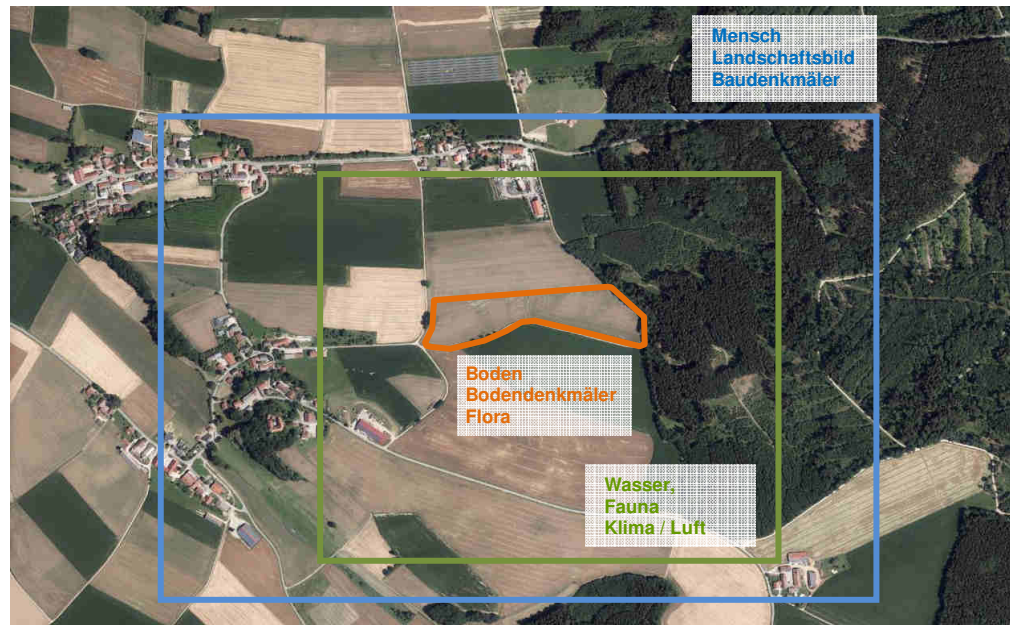 Mensch
Landschaftsbild
Baudenkmäler
Boden
Bodendenkmäler
Flora
Wasser,
Fauna
Klima / Luft